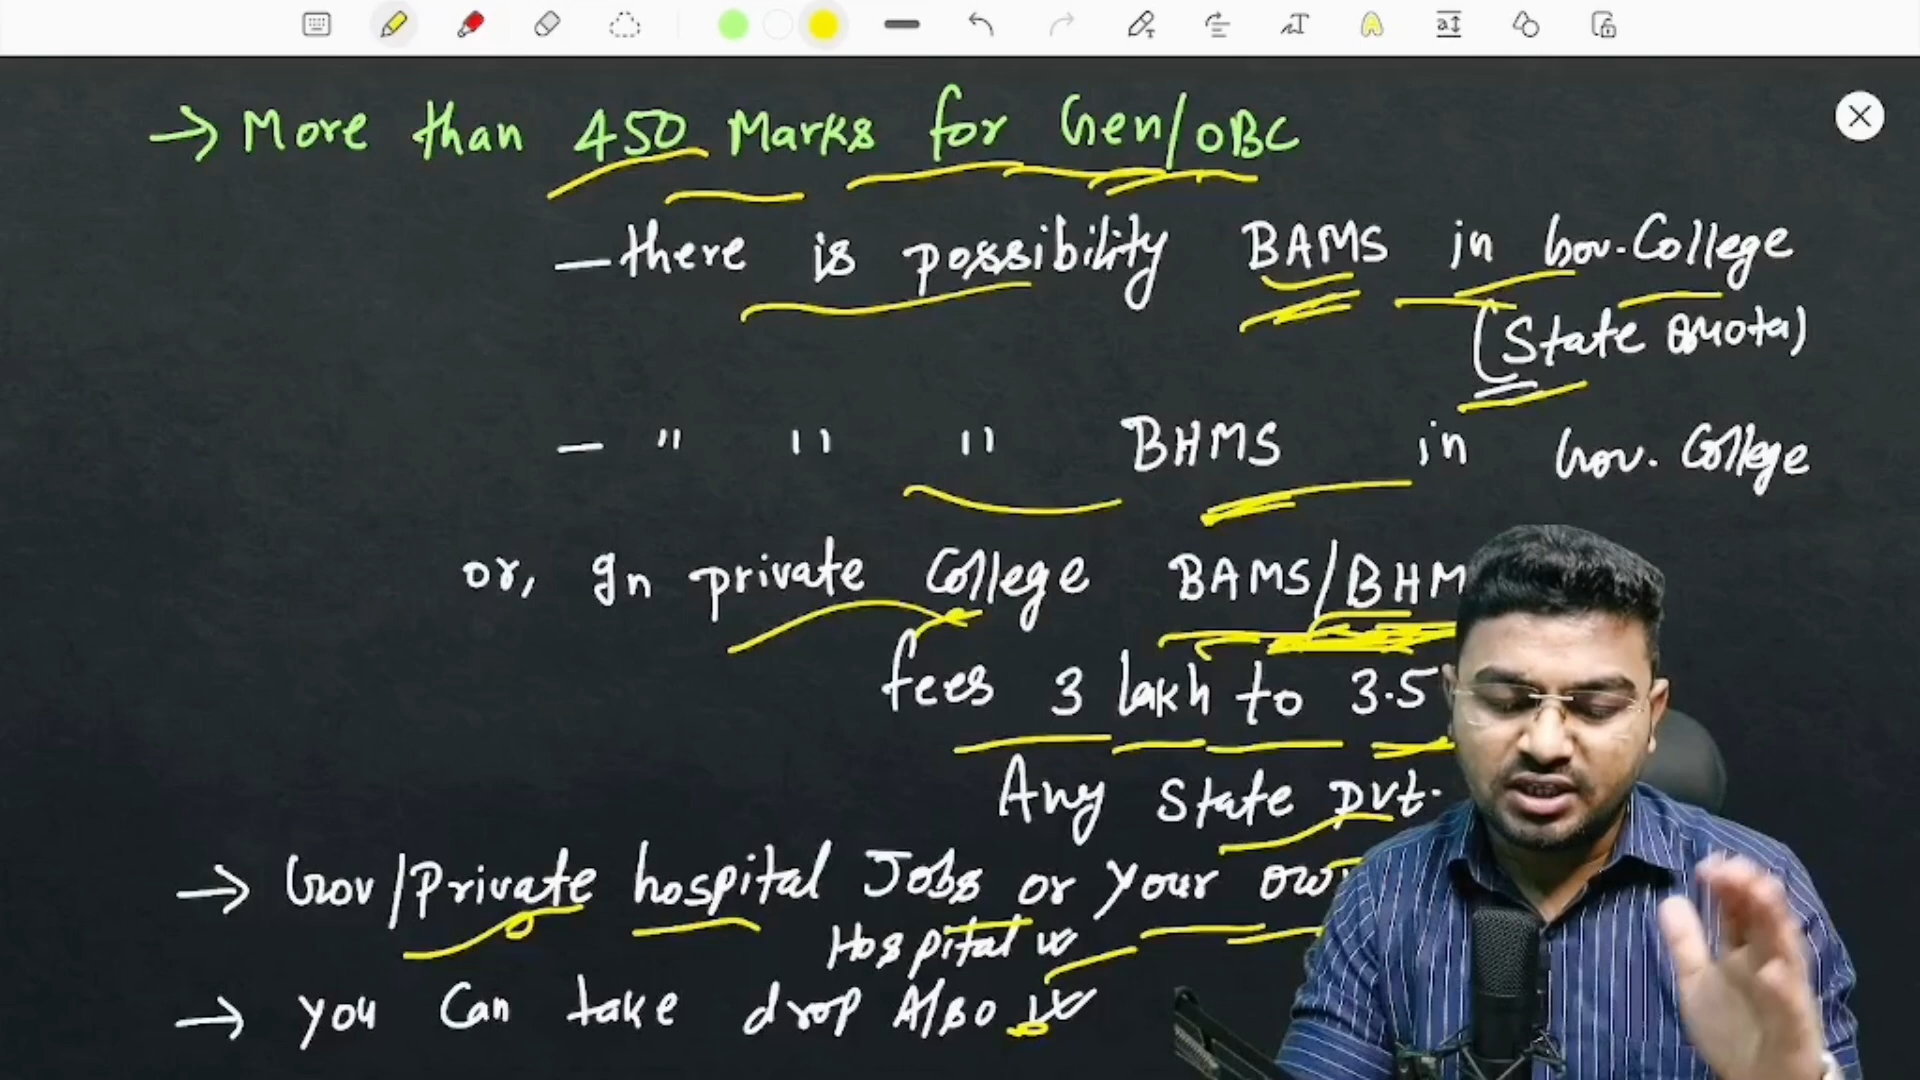 → More than 450 Marks for Gen/OBC
- there is possibility BAMS in Gov. College
(State Quota)
- " " " BHMS in Gov. College
or, In private College BAMS/BHM
fees 3 lakh to 3.5
Any State pvt.
→ Gov/Private hospital Jobs or your own
Hospital
→ you Can take drop Also